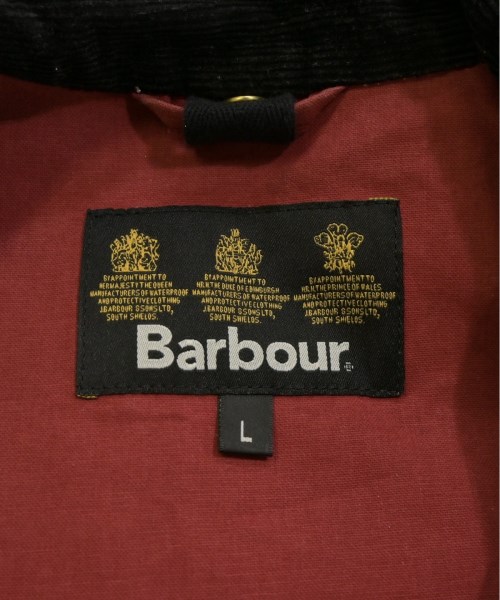 BY APPOINTMENT TO
HER MAJESTY THE QUEEN
MANUFACTURERS OF WATERPROOF
AND PROTECTIVE CLOTHING
J.BARBOUR & SONS LTD,
SOUTH SHIELDS.
BY APPOINTMENT TO
H.R.H. THE DUKE OF EDINBURGH
MANUFACTURERS OF WATERPROOF
AND PROTECTIVE CLOTHING
J.BARBOUR & SONS LTD,
SOUTH SHIELDS.
BY APPOINTMENT TO
H.R.H. THE PRINCE OF WALES
MANUFACTURERS OF WATERPROOF
AND PROTECTIVE CLOTHING
J.BARBOUR & SONS LTD,
SOUTH SHIELDS.
Barbour
L